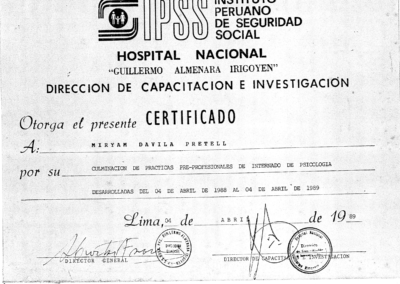 IPSS INSTITUTO
PERUANO
DE SEGURIDAD
SOCIAL
HOSPITAL NACIONAL
"GUILLERMO ALMENARA IRIGOYEN"
DIRECCION DE CAPACITACION E INVESTIGACIÓN
Otorga el presente CERTIFICADO
A: MIRYAM DAVILA PRETELL
por su CULMINACION DE PRACTICAS PRE-PROFESIONALES DE INTERNADO DE PSICOLOGIA
DESARROLLADAS DEL 04 DE ABRIL DE 1988 AL 04 DE ABRIL DE 1989
Lima, 04 de ABRIL de 1989
DIRECTOR GENERAL
DIRECTOR DE CAPACITACION E INVESTIGACIÓN